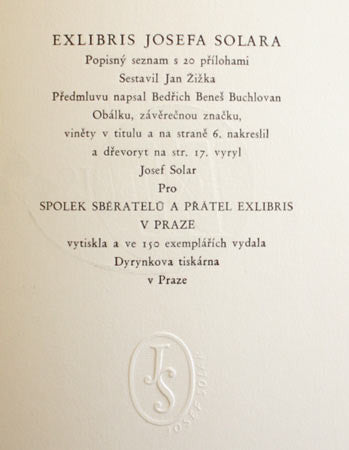 EXLIBRIS JOSEFA SOLARA
Popisný seznam s 20 přílohami
Sestavil Jan Žižka
Předmluvu napsal Bedřich Beneš Buchlovan
Obálku, závěrečnou značku,
viněty v titulu a na straně 6. nakreslil
a dřevoryt na str. 17. vyryl
Josef Solar
Pro
SPOLEK SBĚRATELŮ A PŘÁTEL EXLIBRIS
V PRAZE
vytiskla a ve 150 exemplářích vydala
Dyrynkova tiskárna
v Praze
JS
JOSEF SOLAR